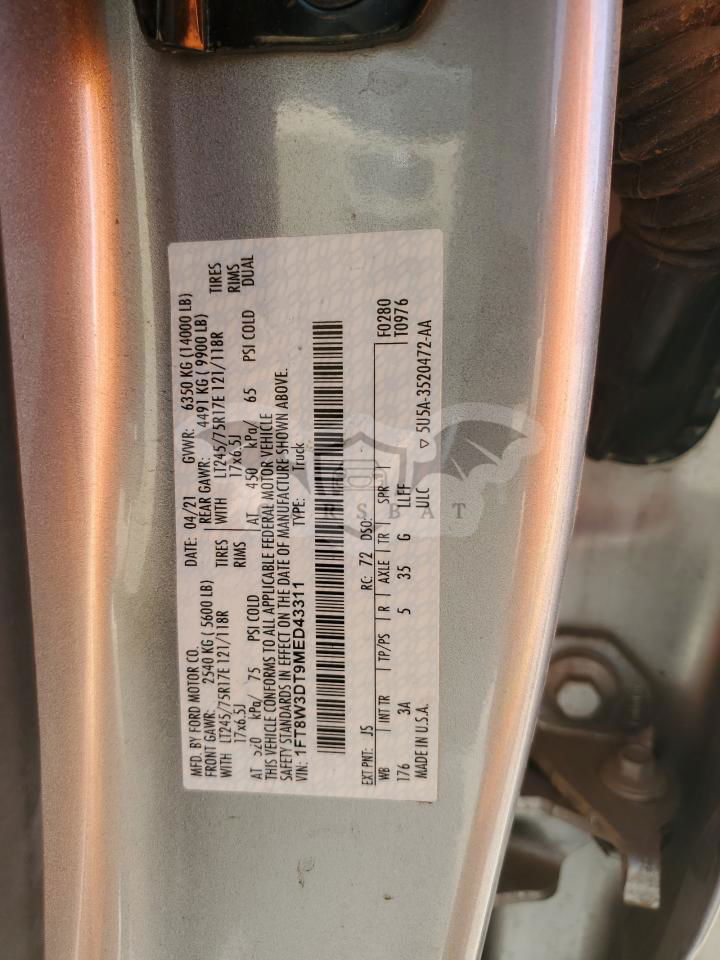 MFD. BY FORD MOTOR CO. DATE: 04/21 GVWR: 6350 KG (14000 LB)
FRONT GAWR: 2540 KG ( 5600 LB) REAR GAWR: 4491 KG ( 9900 LB)
WITH LT245/75R17E 121/118R TIRES WITH LT245/75R17E 121/118R TIRES
17x6.5J RIMS 17x6.5J RIMS
AT 520 kPa/ 75 PSI COLD AT 450 kPa/ 65 PSI COLD DUAL
THIS VEHICLE CONFORMS TO ALL APPLICABLE FEDERAL MOTOR VEHICLE
SAFETY STANDARDS IN EFFECT ON THE DATE OF MANUFACTURE SHOWN ABOVE.
VIN: 1FT8W3DT9MED43311 TYPE: Truck
EXT PNT: JS RC: 72 DSO: F0280
WB INT TR TP/PS R AXLE TR SPR T0976
176 3A 5 35 G LLFF
MADE IN U.S.A. ULC ▽ 5U5A-3520472-AA
RSBAT